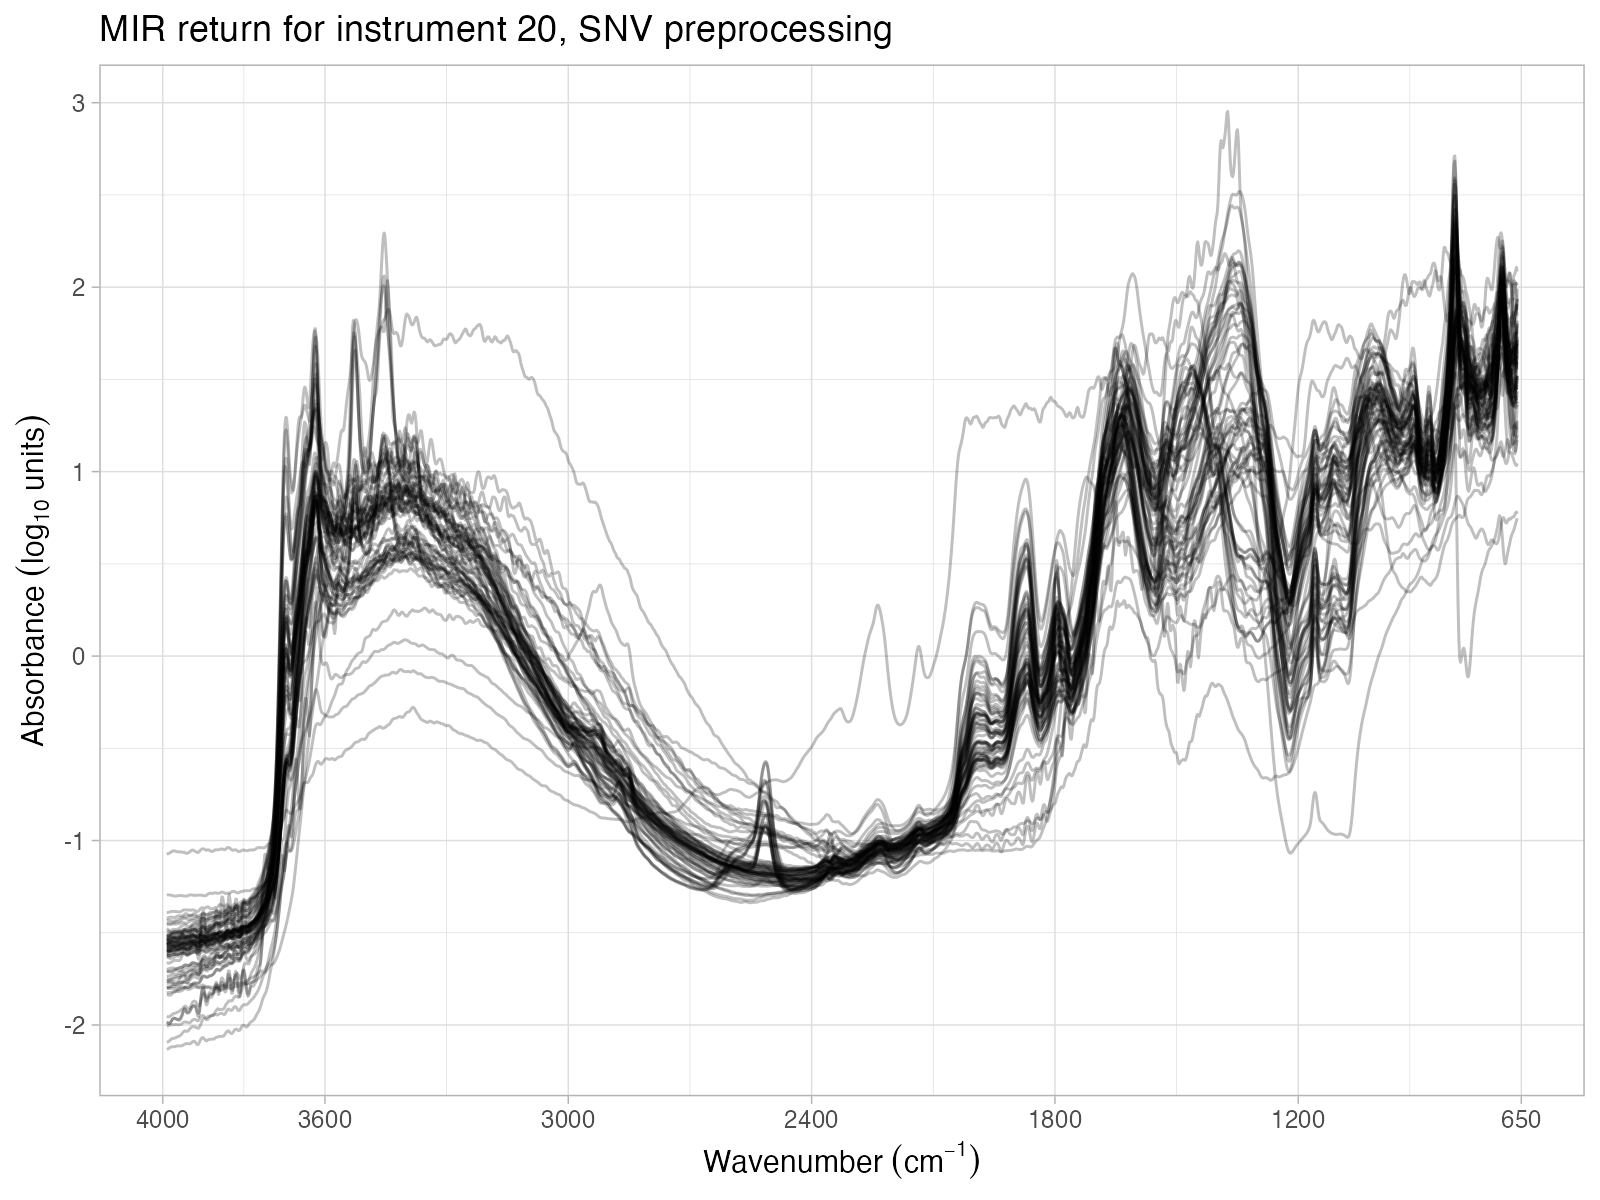 MIR return for instrument 20, SNV preprocessing
3
2
1
0
-1
-2
Absorbance (log₁₀ units)
4000 3600 3000 2400 1800 1200 650
Wavenumber (cm⁻¹)